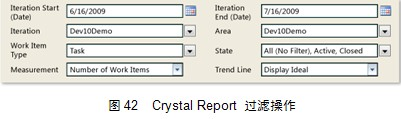 Iteration Start (Date) 6/16/2009 Iteration End (Date) 7/16/2009
Iteration Dev10Demo Area Dev10Demo
Work Item Type Task State All (No Filter), Active, Closed
Measurement Number of Work Items Trend Line Display Ideal
图 42 Crystal Report 过滤操作